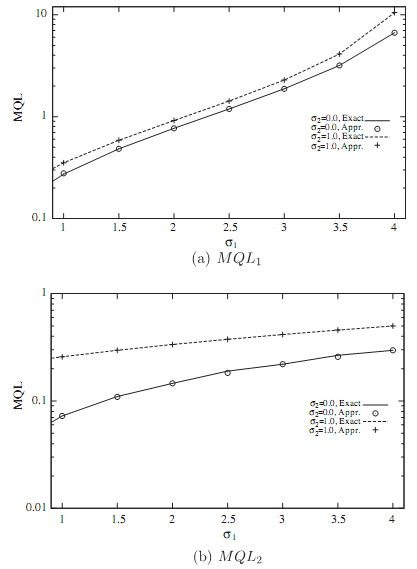 10
1
0.1
MQL
σ2=0.0, Exact
σ2=0.0, Appr.
σ2=1.0, Exact
σ2=1.0, Appr.
1 1.5 2 2.5 3 3.5 4
σ1
(a) MQL1
1
0.1
0.01
MQL
σ2=0.0, Exact
σ2=0.0, Appr.
σ2=1.0, Exact
σ2=1.0, Appr.
1 1.5 2 2.5 3 3.5 4
σ1
(b) MQL2